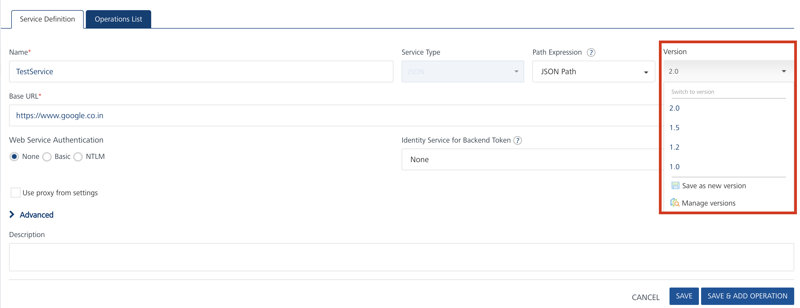 Service Definition Operations List
Name* Service Type Path Expression ? Version
TestService JSON JSON Path 2.0
Switch to version
Base URL*
2.0
https://www.google.co.in
1.5
Web Service Authentication Identity Service for Backend Token ?
1.2
None Basic NTLM None
1.0
Save as new version
Use proxy from settings
Manage versions
Advanced
Description
CANCEL SAVE SAVE & ADD OPERATION